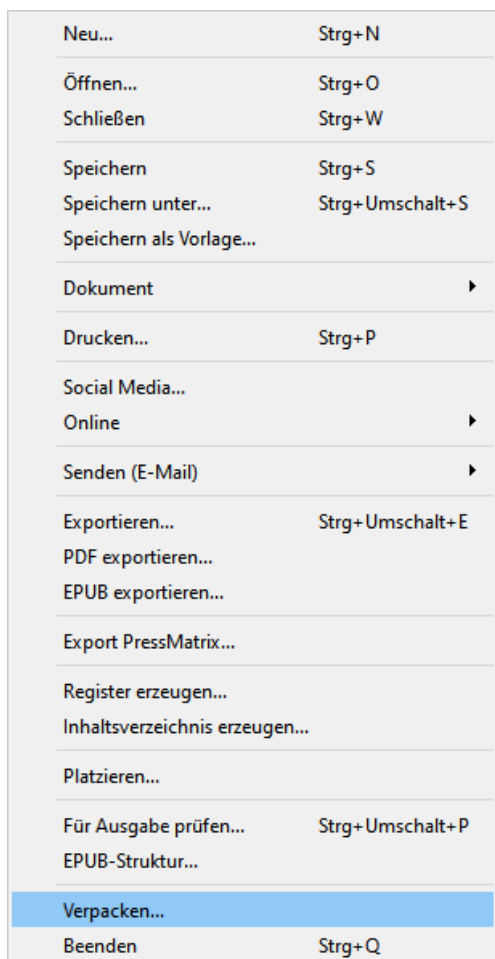 Neu... Strg+N
Öffnen... Strg+O
Schließen Strg+W
Speichern Strg+S
Speichern unter... Strg+Umschalt+S
Speichern als Vorlage...
Dokument
Drucken... Strg+P
Social Media...
Online
Senden (E-Mail)
Exportieren... Strg+Umschalt+E
PDF exportieren...
EPUB exportieren...
Export PressMatrix...
Register erzeugen...
Inhaltsverzeichnis erzeugen...
Platzieren...
Für Ausgabe prüfen... Strg+Umschalt+P
EPUB-Struktur...
Verpacken...
Beenden Strg+Q